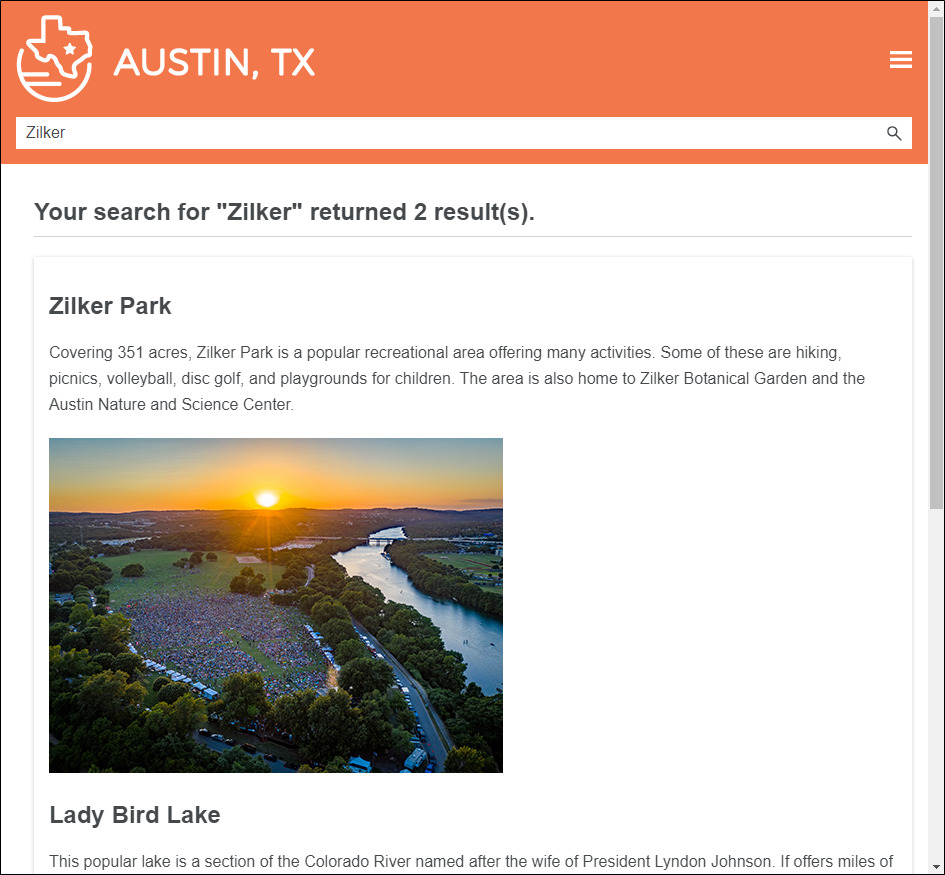 AUSTIN, TX
Zilker
Your search for "Zilker" returned 2 result(s).
Zilker Park
Covering 351 acres, Zilker Park is a popular recreational area offering many activities. Some of these are hiking,
picnics, volleyball, disc golf, and playgrounds for children. The area is also home to Zilker Botanical Garden and the
Austin Nature and Science Center.
Lady Bird Lake
This popular lake is a section of the Colorado River named after the wife of President Lyndon Johnson. If offers miles of